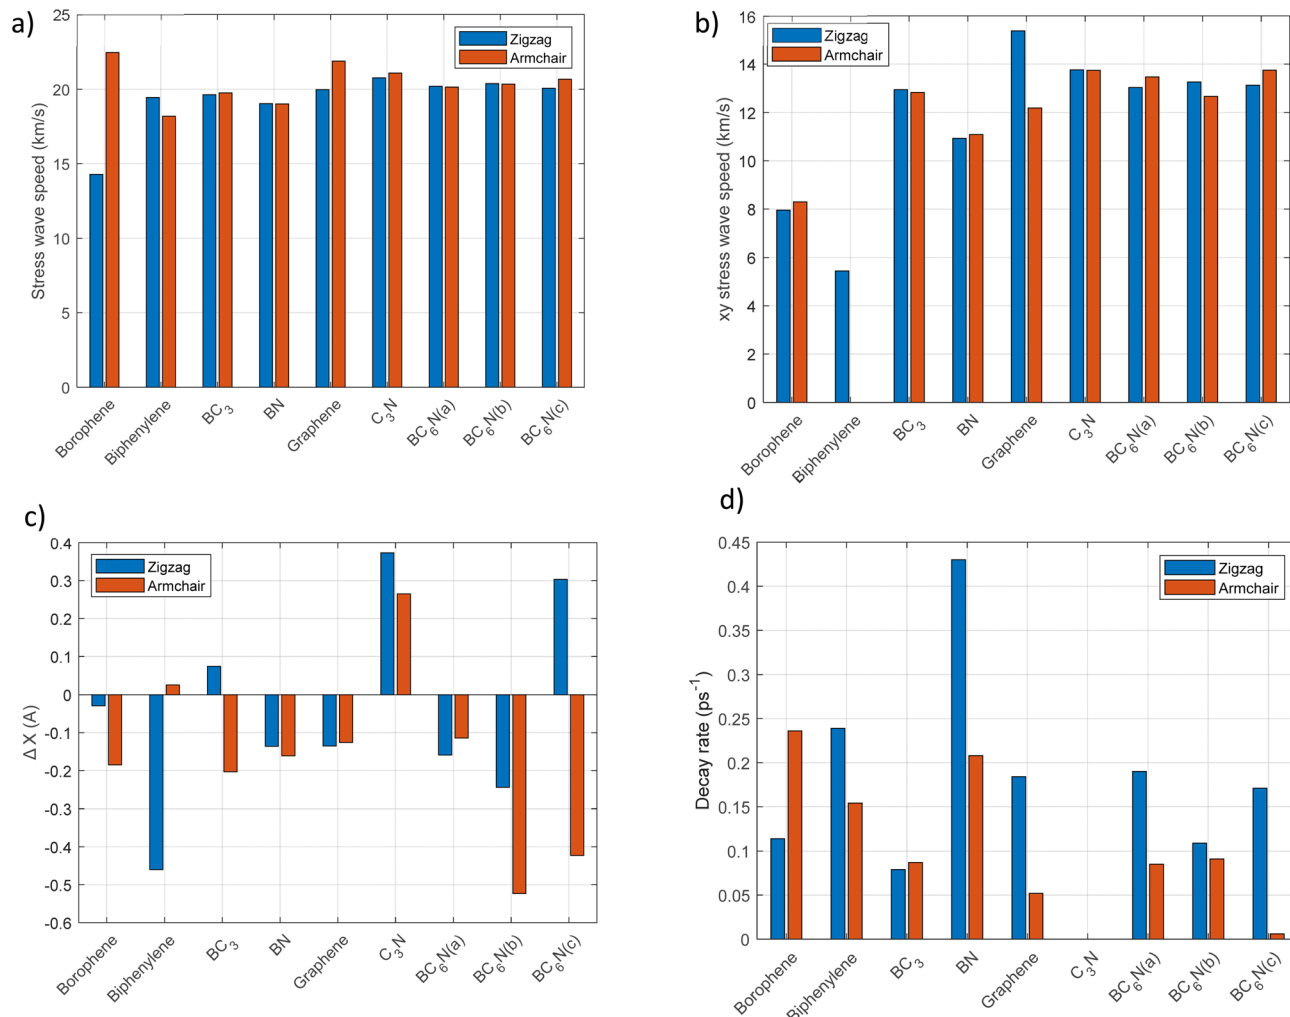 a)
25
20
15
10
5
0
Stress wave speed (km/s)
Zigzag
Armchair
Borophene
Biphenylene
BC3
BN
Graphene
C3N
BC6N(a)
BC6N(b)
BC6N(c)
b)
16
14
12
10
8
6
4
2
0
xy stress wave speed (km/s)
Zigzag
Armchair
Borophene
Biphenylene
BC3
BN
Graphene
C3N
BC6N(a)
BC6N(b)
BC6N(c)
c)
0.4
0.3
0.2
0.1
0
-0.1
-0.2
-0.3
-0.4
-0.5
-0.6
Δ X (A)
Zigzag
Armchair
Borophene
Biphenylene
BC3
BN
Graphene
C3N
BC6N(a)
BC6N(b)
BC6N(c)
d)
0.45
0.4
0.35
0.3
0.25
0.2
0.15
0.1
0.05
0
Decay rate (ps-1)
Zigzag
Armchair
Borophene
Biphenylene
BC3
BN
Graphene
C3N
BC6N(a)
BC6N(b)
BC6N(c)